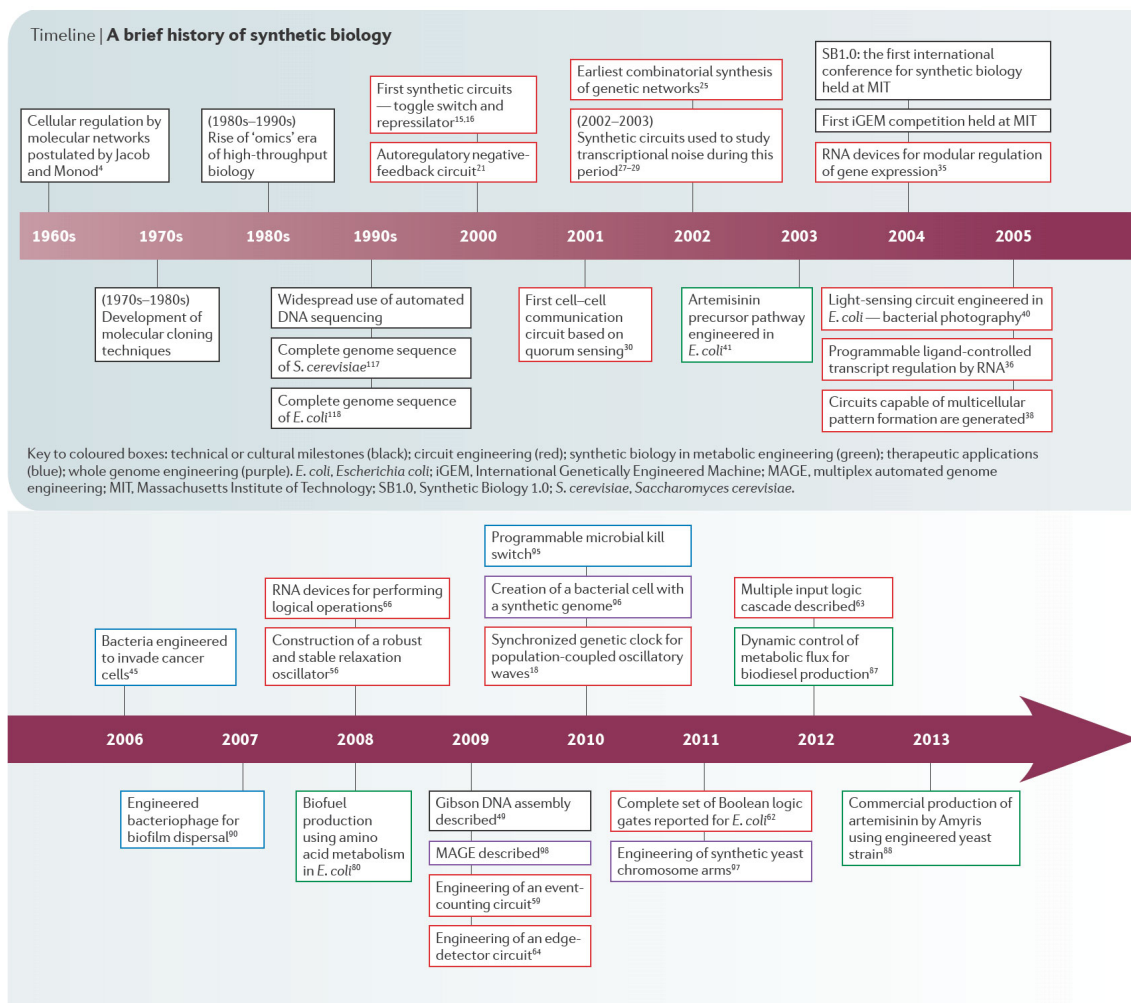 Timeline | A brief history of synthetic biology
Cellular regulation by
molecular networks
postulated by Jacob
and Monod4
(1980s–1990s)
Rise of ‘omics’ era
of high-throughput
biology
First synthetic circuits
— toggle switch and
repressilator15,16
Autoregulatory negative-
feedback circuit21
Earliest combinatorial synthesis
of genetic networks25
(2002–2003)
Synthetic circuits used to study
transcriptional noise during this
period27–29
SB1.0: the first international
conference for synthetic biology
held at MIT
First iGEM competition held at MIT
RNA devices for modular regulation
of gene expression35
1960s 1970s 1980s 1990s 2000 2001 2002 2003 2004 2005
(1970s–1980s)
Development of
molecular cloning
techniques
Widespread use of automated
DNA sequencing
Complete genome sequence
of S. cerevisiae117
Complete genome sequence
of E. coli118
First cell–cell
communication
circuit based on
quorum sensing30
Artemisinin
precursor pathway
engineered in
E. coli41
Light-sensing circuit engineered in
E. coli — bacterial photography40
Programmable ligand-controlled
transcript regulation by RNA36
Circuits capable of multicellular
pattern formation are generated38
Key to coloured boxes: technical or cultural milestones (black); circuit engineering (red); synthetic biology in metabolic engineering (green); therapeutic applications
(blue); whole genome engineering (purple). E. coli, Escherichia coli; iGEM, International Genetically Engineered Machine; MAGE, multiplex automated genome
engineering; MIT, Massachusetts Institute of Technology; SB1.0, Synthetic Biology 1.0; S. cerevisiae, Saccharomyces cerevisiae.
Bacteria engineered
to invade cancer
cells45
RNA devices for performing
logical operations66
Construction of a robust
and stable relaxation
oscillator56
Programmable microbial kill
switch95
Creation of a bacterial cell with
a synthetic genome96
Synchronized genetic clock for
population-coupled oscillatory
waves18
Multiple input logic
cascade described63
Dynamic control of
metabolic flux for
biodiesel production87
2006 2007 2008 2009 2010 2011 2012 2013
Engineered
bacteriophage for
biofilm dispersal90
Biofuel
production
using amino
acid metabolism
in E. coli80
Gibson DNA assembly
described49
MAGE described98
Engineering of an event-
counting circuit59
Engineering of an edge-
detector circuit64
Complete set of Boolean logic
gates reported for E. coli62
Engineering of synthetic yeast
chromosome arms97
Commercial production of
artemisinin by Amyris
using engineered yeast
strain88